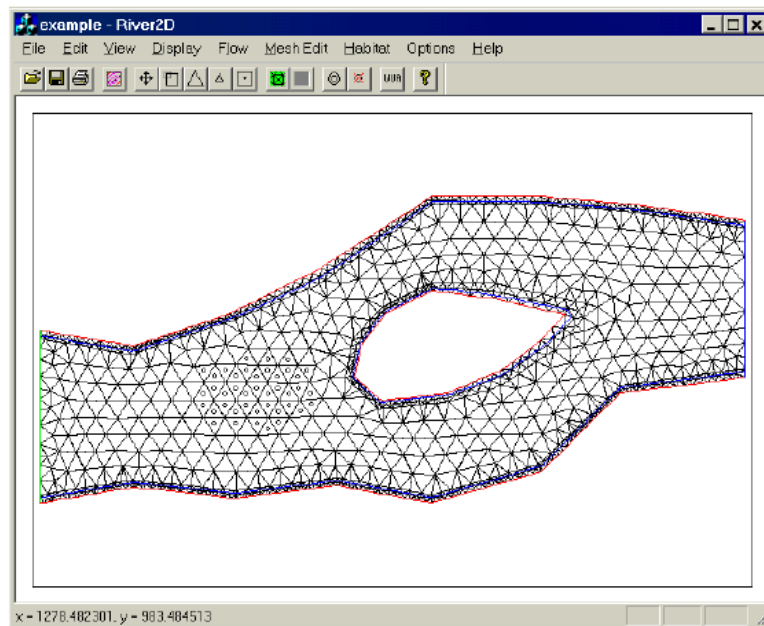 example - River2D
File Edit View Display Flow Mesh Edit Habitat Options Help
x = 1278.482301, y = 983.484513